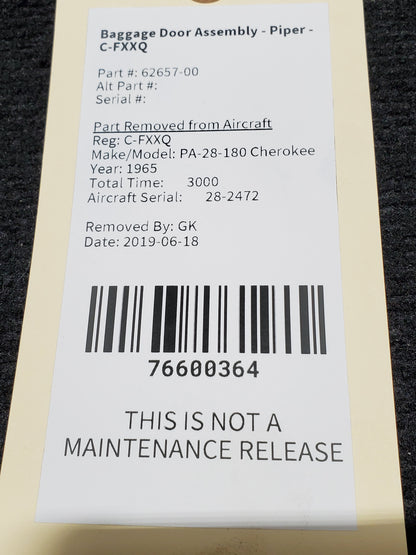 Baggage Door Assembly - Piper -
C-FXXQ
Part #: 62657-00
Alt Part #:
Serial #:
Part Removed from Aircraft
Reg: C-FXXQ
Make/Model: PA-28-180 Cherokee
Year: 1965
Total Time: 3000
Aircraft Serial: 28-2472
Removed By: GK
Date: 2019-06-18
76600364
THIS IS NOT A
MAINTENANCE RELEASE